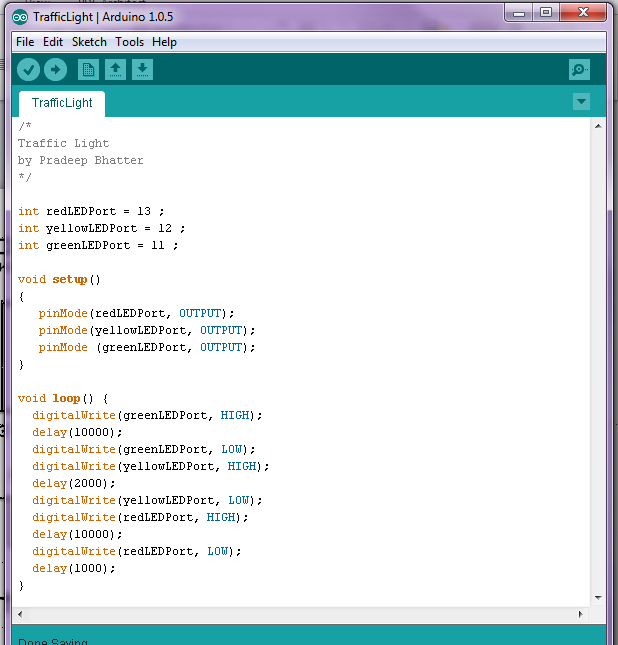 TrafficLight | Arduino 1.0.5
File Edit Sketch Tools Help
TrafficLight
/*
Traffic Light
by Pradeep Bhatter
*/
int redLEDPort = 13 ;
int yellowLEDPort = 12 ;
int greenLEDPort = 11 ;
void setup()
{
pinMode(redLEDPort, OUTPUT);
pinMode(yellowLEDPort, OUTPUT);
pinMode (greenLEDPort, OUTPUT);
}
void loop() {
digitalWrite(greenLEDPort, HIGH);
delay(10000);
digitalWrite(greenLEDPort, LOW);
digitalWrite(yellowLEDPort, HIGH);
delay(2000);
digitalWrite(yellowLEDPort, LOW);
digitalWrite(redLEDPort, HIGH);
delay(10000);
digitalWrite(redLEDPort, LOW);
delay(1000);
}
Done Saving